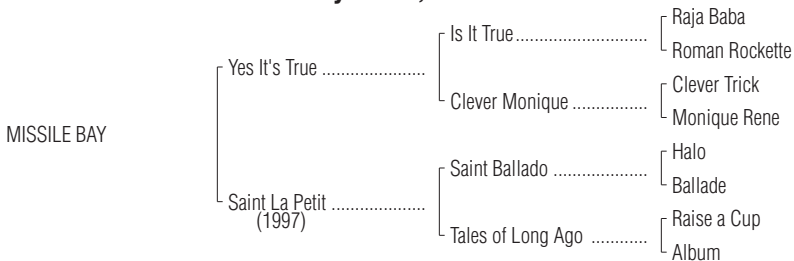 Raja Baba
Is It True............................
Roman Rockette
Yes It's True ......................
Clever Trick
Clever Monique ................
Monique Rene
MISSILE BAY
Halo
Saint Ballado ....................
Ballade
Saint La Petit ....................
(1997)
Raise a Cup
Tales of Long Ago ............
Album